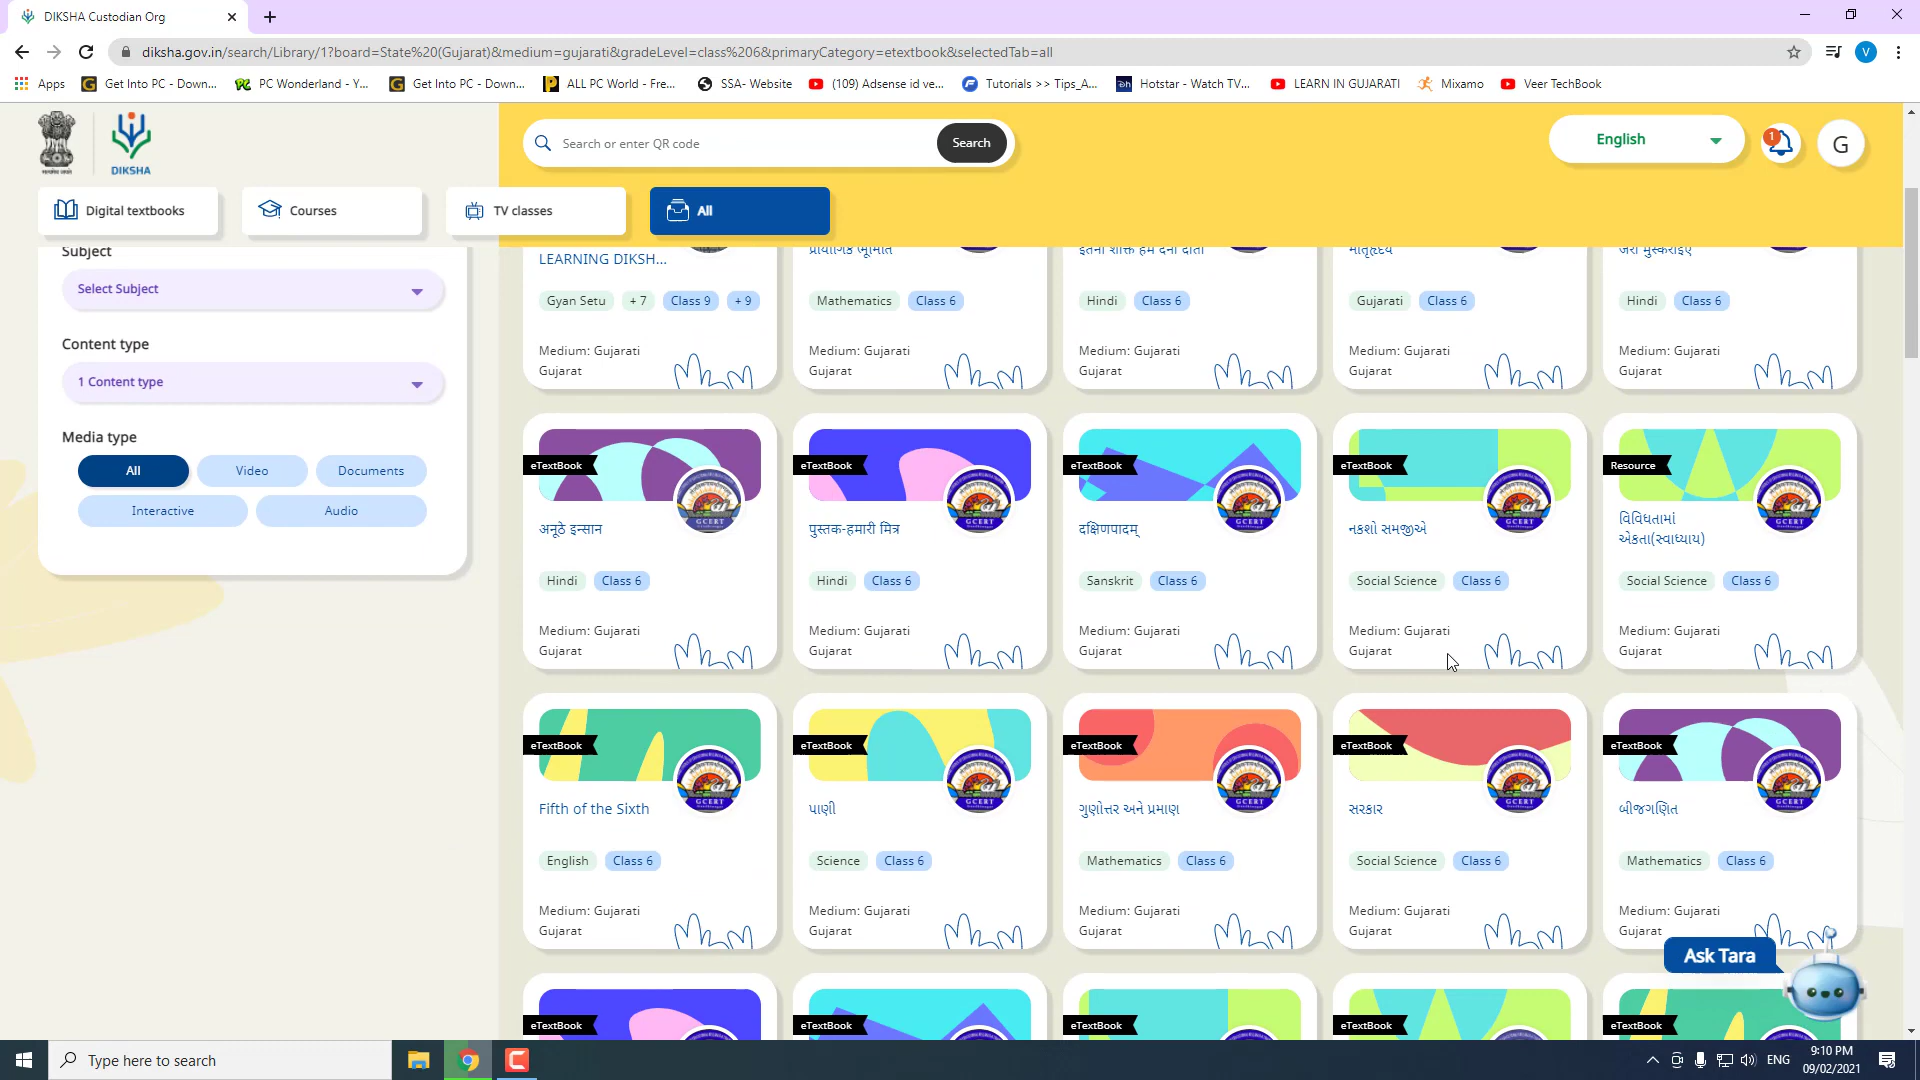 DIKSHA Custodian Org
diksha.gov.in/search/Library/1?board=State%20(Gujarat)&medium=gujarati&gradeLevel=class%206&primaryCategory=etextbook&selectedTab=all
V
Apps
Get Into PC - Down...
PC Wonderland - Y...
Get Into PC - Down...
ALL PC World - Fre...
SSA- Website
(109) Adsense id ve...
Tutorials >> Tips_A...
Hotstar - Watch TV...
LEARN IN GUJARATI
Mixamo
Veer TechBook
DIKSHA
Search or enter QR code
Search
English
1
G
Digital textbooks
Courses
TV classes
All
Subject
Select Subject
Content type
1 Content type
Media type
All
Video
Documents
Interactive
Audio
LEARNING DIKSH...
Gyan Setu + 7 Class 9 + 9
Medium: Gujarati
Gujarat
Mathematics Class 6
Medium: Gujarati
Gujarat
Hindi Class 6
Medium: Gujarati
Gujarat
Gujarati Class 6
Medium: Gujarati
Gujarat
Hindi Class 6
Medium: Gujarati
Gujarat
eTextBook
GCERT
अनूठे इन्सान
Hindi Class 6
Medium: Gujarati
Gujarat
eTextBook
GCERT
पुस्तक-हमारी मित्र
Hindi Class 6
Medium: Gujarati
Gujarat
eTextBook
GCERT
दक्षिणपादम्
Sanskrit Class 6
Medium: Gujarati
Gujarat
eTextBook
GCERT
નકશો સમજીએ
Social Science Class 6
Medium: Gujarati
Gujarat
Resource
GCERT
વિવિધતામાં
એકતા(સ્વાધ્યાય)
Social Science Class 6
Medium: Gujarati
Gujarat
eTextBook
GCERT
Fifth of the Sixth
English Class 6
Medium: Gujarati
Gujarat
eTextBook
GCERT
પાણી
Science Class 6
Medium: Gujarati
Gujarat
eTextBook
GCERT
ગુણોત્તર અને પ્રમાણ
Mathematics Class 6
Medium: Gujarati
Gujarat
eTextBook
GCERT
સરકાર
Social Science Class 6
Medium: Gujarati
Gujarat
eTextBook
GCERT
બીજગણિત
Mathematics Class 6
Medium: Gujarati
Gujarat
Ask Tara
eTextBook
eTextBook
eTextBook
eTextBook
eTextBook
Type here to search
ENG
9:10 PM
09/02/2021